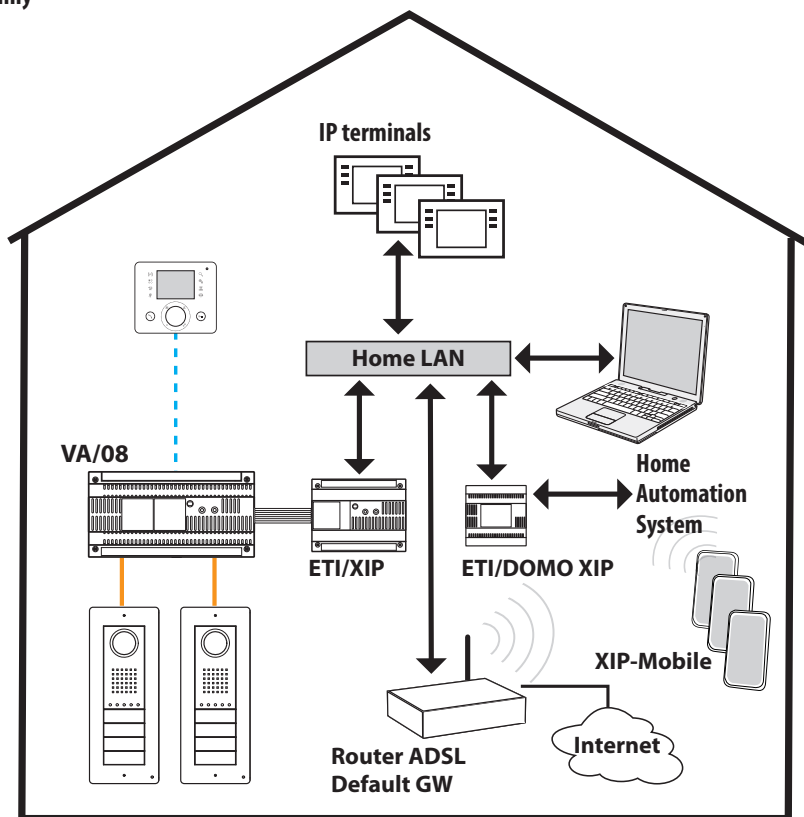 IP terminals
Home LAN
VA/08
ETI/XIP
ETI/DOMO XIP
Home
Automation
System
XIP-Mobile
Router ADSL
Default GW
Internet